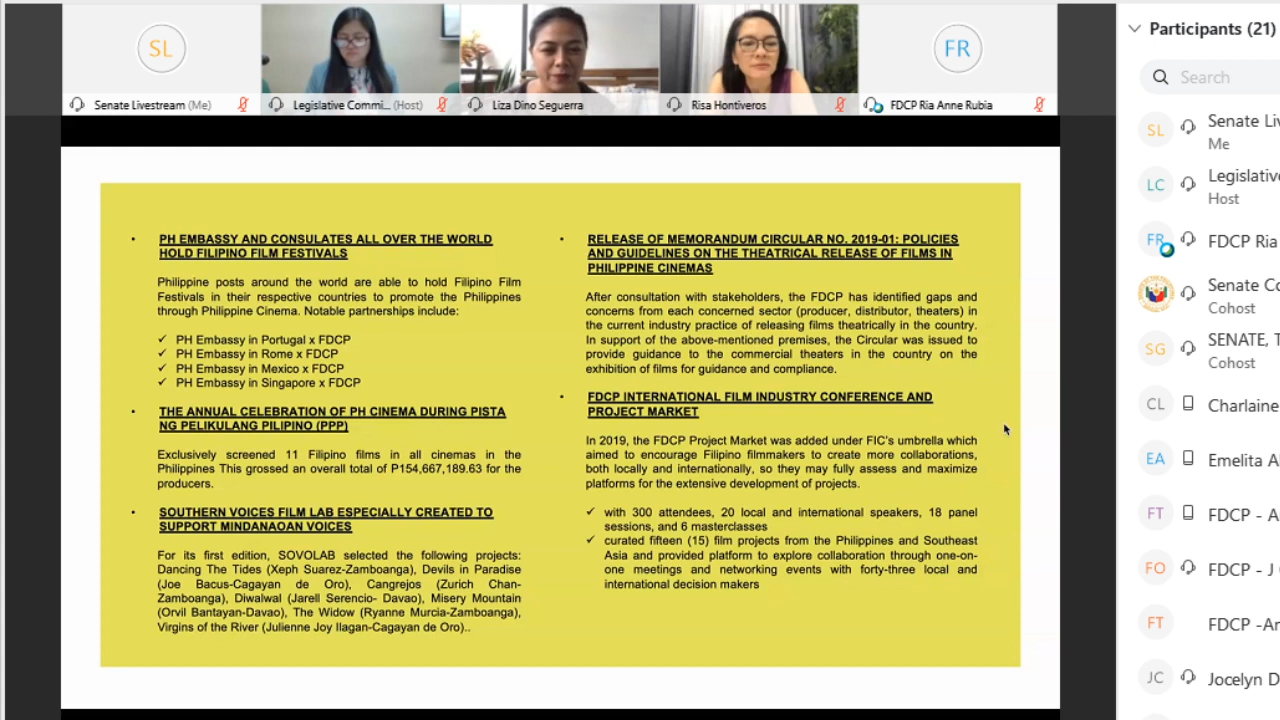 SL
FR
Senate Livestream (Me)
Legislative Commi... (Host)
Liza Dino Seguerra
Risa Hontiveros
FDCP Ria Anne Rubia
• PH EMBASSY AND CONSULATES ALL OVER THE WORLD
HOLD FILIPINO FILM FESTIVALS
Philippine posts around the world are able to hold Filipino Film
Festivals in their respective countries to promote the Philippines
through Philippine Cinema. Notable partnerships include:
✓ PH Embassy in Portugal x FDCP
✓ PH Embassy in Rome x FDCP
✓ PH Embassy in Mexico x FDCP
✓ PH Embassy in Singapore x FDCP
• THE ANNUAL CELEBRATION OF PH CINEMA DURING PISTA
NG PELIKULANG PILIPINO (PPP)
Exclusively screened 11 Filipino films in all cinemas in the
Philippines This grossed an overall total of P154,667,189.63 for the
producers.
• SOUTHERN VOICES FILM LAB ESPECIALLY CREATED TO
SUPPORT MINDANAOAN VOICES
For its first edition, SOVOLAB selected the following projects:
Dancing The Tides (Xeph Suarez-Zamboanga), Devils in Paradise
(Joe Bacus-Cagayan de Oro), Cangrejos (Zurich Chan-
Zamboanga), Diwalwal (Jarell Serencio- Davao), Misery Mountain
(Orvil Bantayan-Davao), The Widow (Ryanne Murcia-Zamboanga),
Virgins of the River (Julienne Joy Ilagan-Cagayan de Oro)..
• RELEASE OF MEMORANDUM CIRCULAR NO. 2019-01: POLICIES
AND GUIDELINES ON THE THEATRICAL RELEASE OF FILMS IN
PHILIPPINE CINEMAS
After consultation with stakeholders, the FDCP has identified gaps and
concerns from each concerned sector (producer, distributor, theaters) in
the current industry practice of releasing films theatrically in the country.
In support of the above-mentioned premises, the Circular was issued to
provide guidance to the commercial theaters in the country on the
exhibition of films for guidance and compliance.
• FDCP INTERNATIONAL FILM INDUSTRY CONFERENCE AND
PROJECT MARKET
In 2019, the FDCP Project Market was added under FIC's umbrella which
aimed to encourage Filipino filmmakers to create more collaborations,
both locally and internationally, so they may fully assess and maximize
platforms for the extensive development of projects.
✓ with 300 attendees, 20 local and international speakers, 18 panel
sessions, and 6 masterclasses
✓ curated fifteen (15) film projects from the Philippines and Southeast
Asia and provided platform to explore collaboration through one-on-
one meetings and networking events with forty-three local and
international decision makers
Participants (21)
Search
SL Senate Liv
Me
LC Legislative
Host
FR FDCP Ria
Senate Co
Cohost
SG SENATE, T
Cohost
CL Charlaine
EA Emelita A
FT FDCP - A
FO FDCP - J
FT FDCP -Ar
JC Jocelyn D